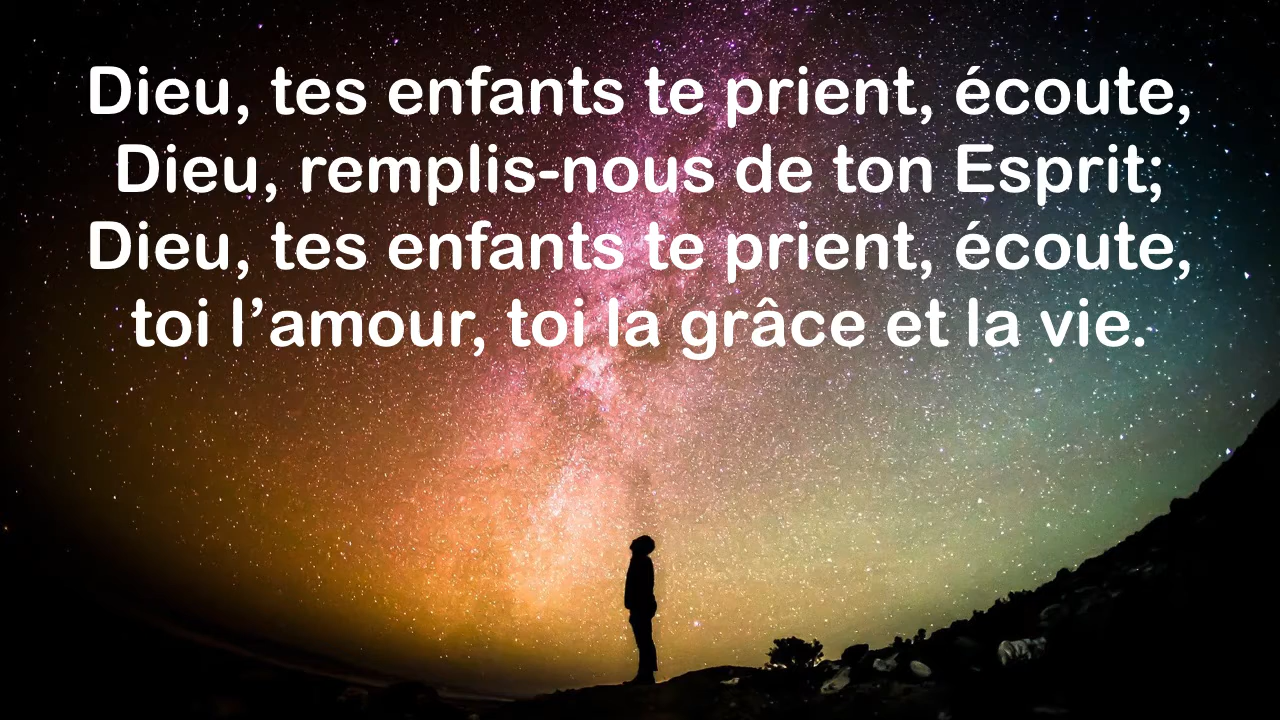 Dieu, tes enfants te prient, écoute,
Dieu, remplis-nous de ton Esprit;
Dieu, tes enfants te prient, écoute,
toi l’amour, toi la grâce et la vie.